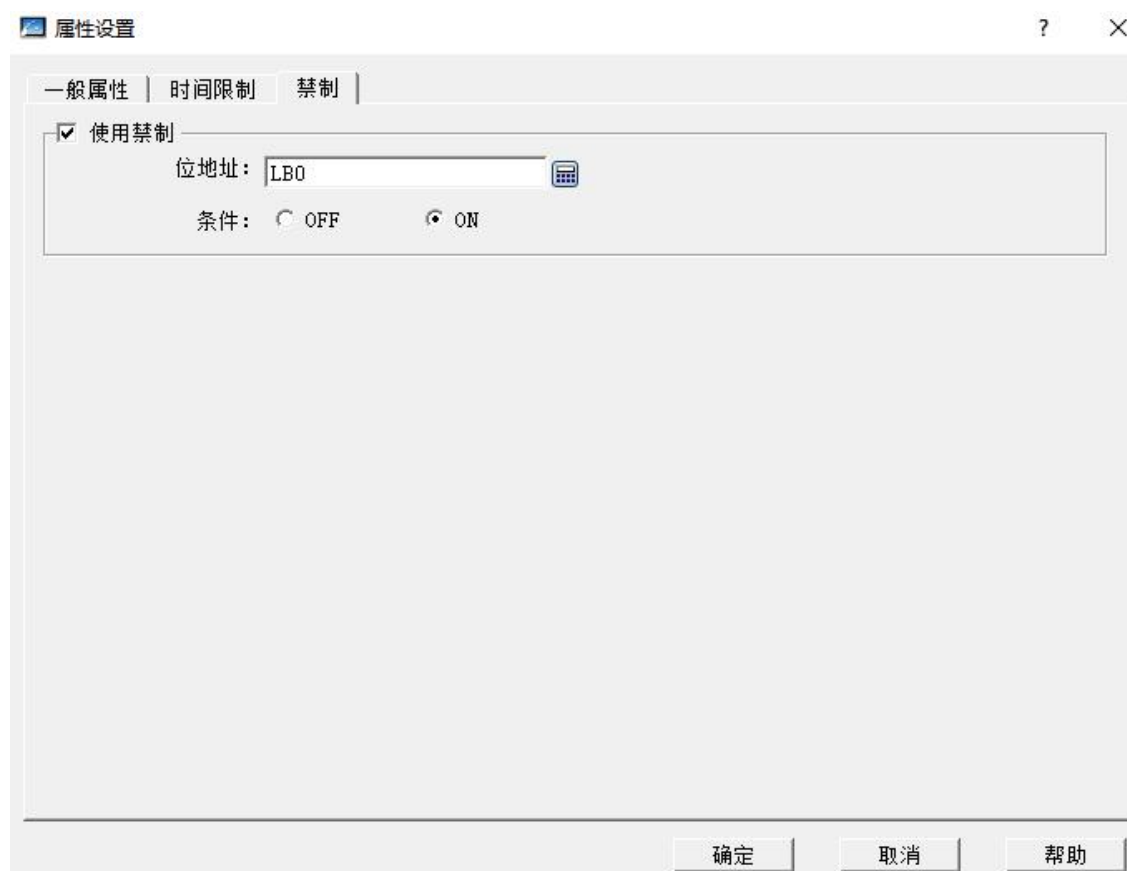 属性设置 ?
一般属性 时间限制 禁制
使用禁制
位地址: LB0
条件: OFF ON
确定 取消 帮助